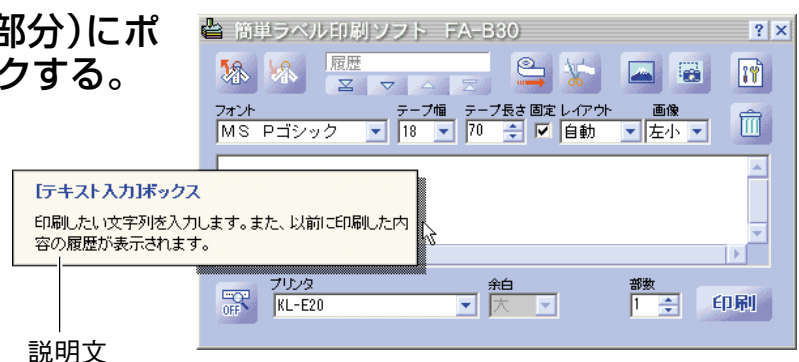 部分)にポ
クする。
簡単ラベル印刷ソフト FA-B30
履歴
フォント テープ幅 テープ長さ 固定 レイアウト 画像
MS Pゴシック 18 70 自動 左小
[テキスト入力]ボックス
印刷したい文字列を入力します。また、以前に印刷した内
容の履歴が表示されます。
プリンタ 余白 部数
OFF KL-E20 大 1 印刷
説明文